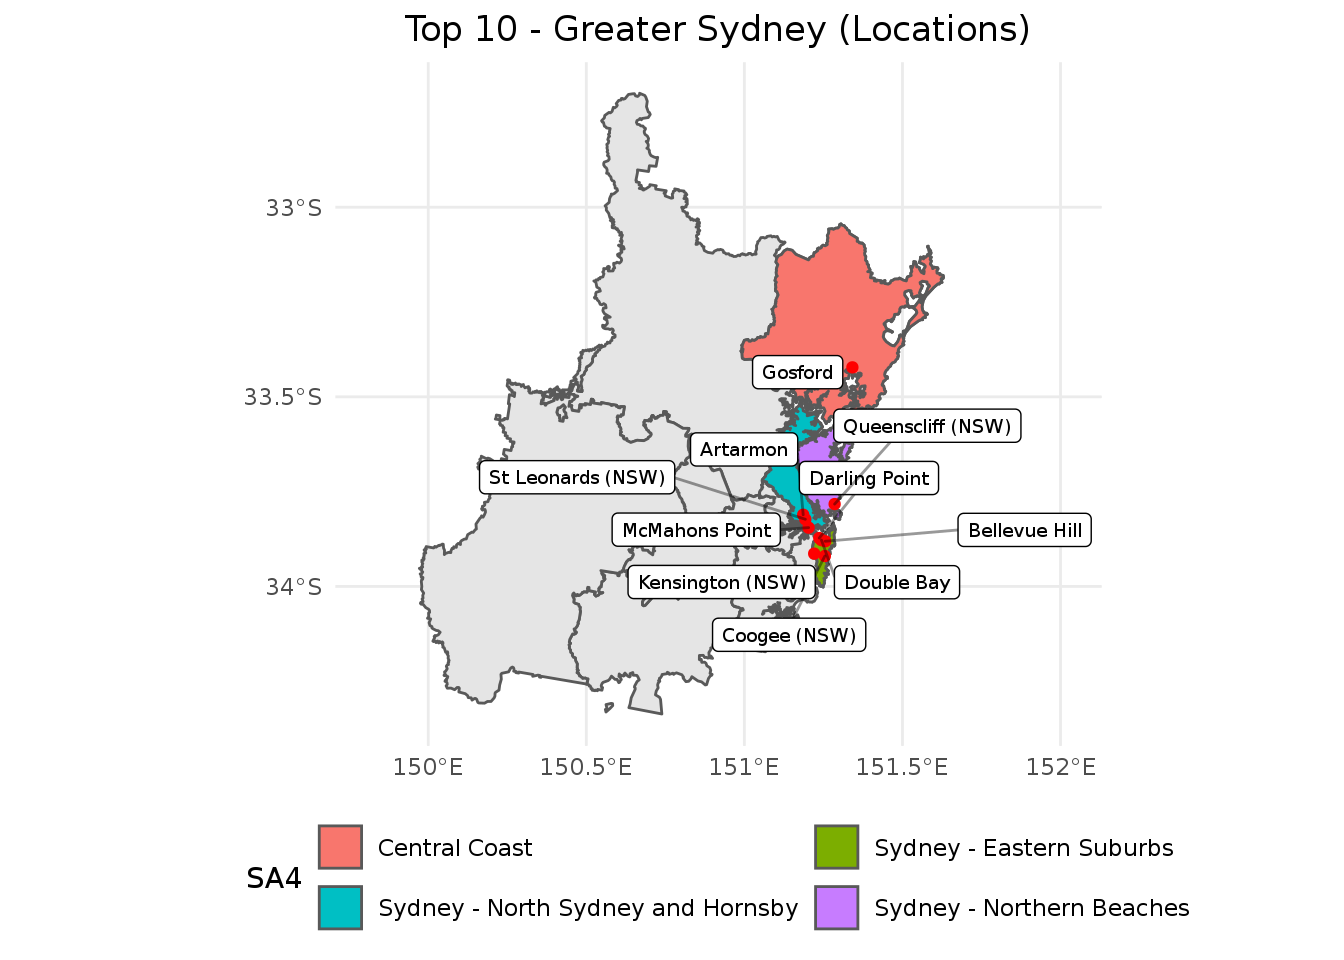 Top 10 - Greater Sydney (Locations)
33°S
33.5°S
34°S
Gosford
Queenscliff (NSW)
Artarmon
St Leonards (NSW)
Darling Point
McMahons Point
Bellevue Hill
Kensington (NSW)
Double Bay
Coogee (NSW)
150°E
150.5°E
151°E
151.5°E
152°E
SA4
Central Coast
Sydney - North Sydney and Hornsby
Sydney - Eastern Suburbs
Sydney - Northern Beaches